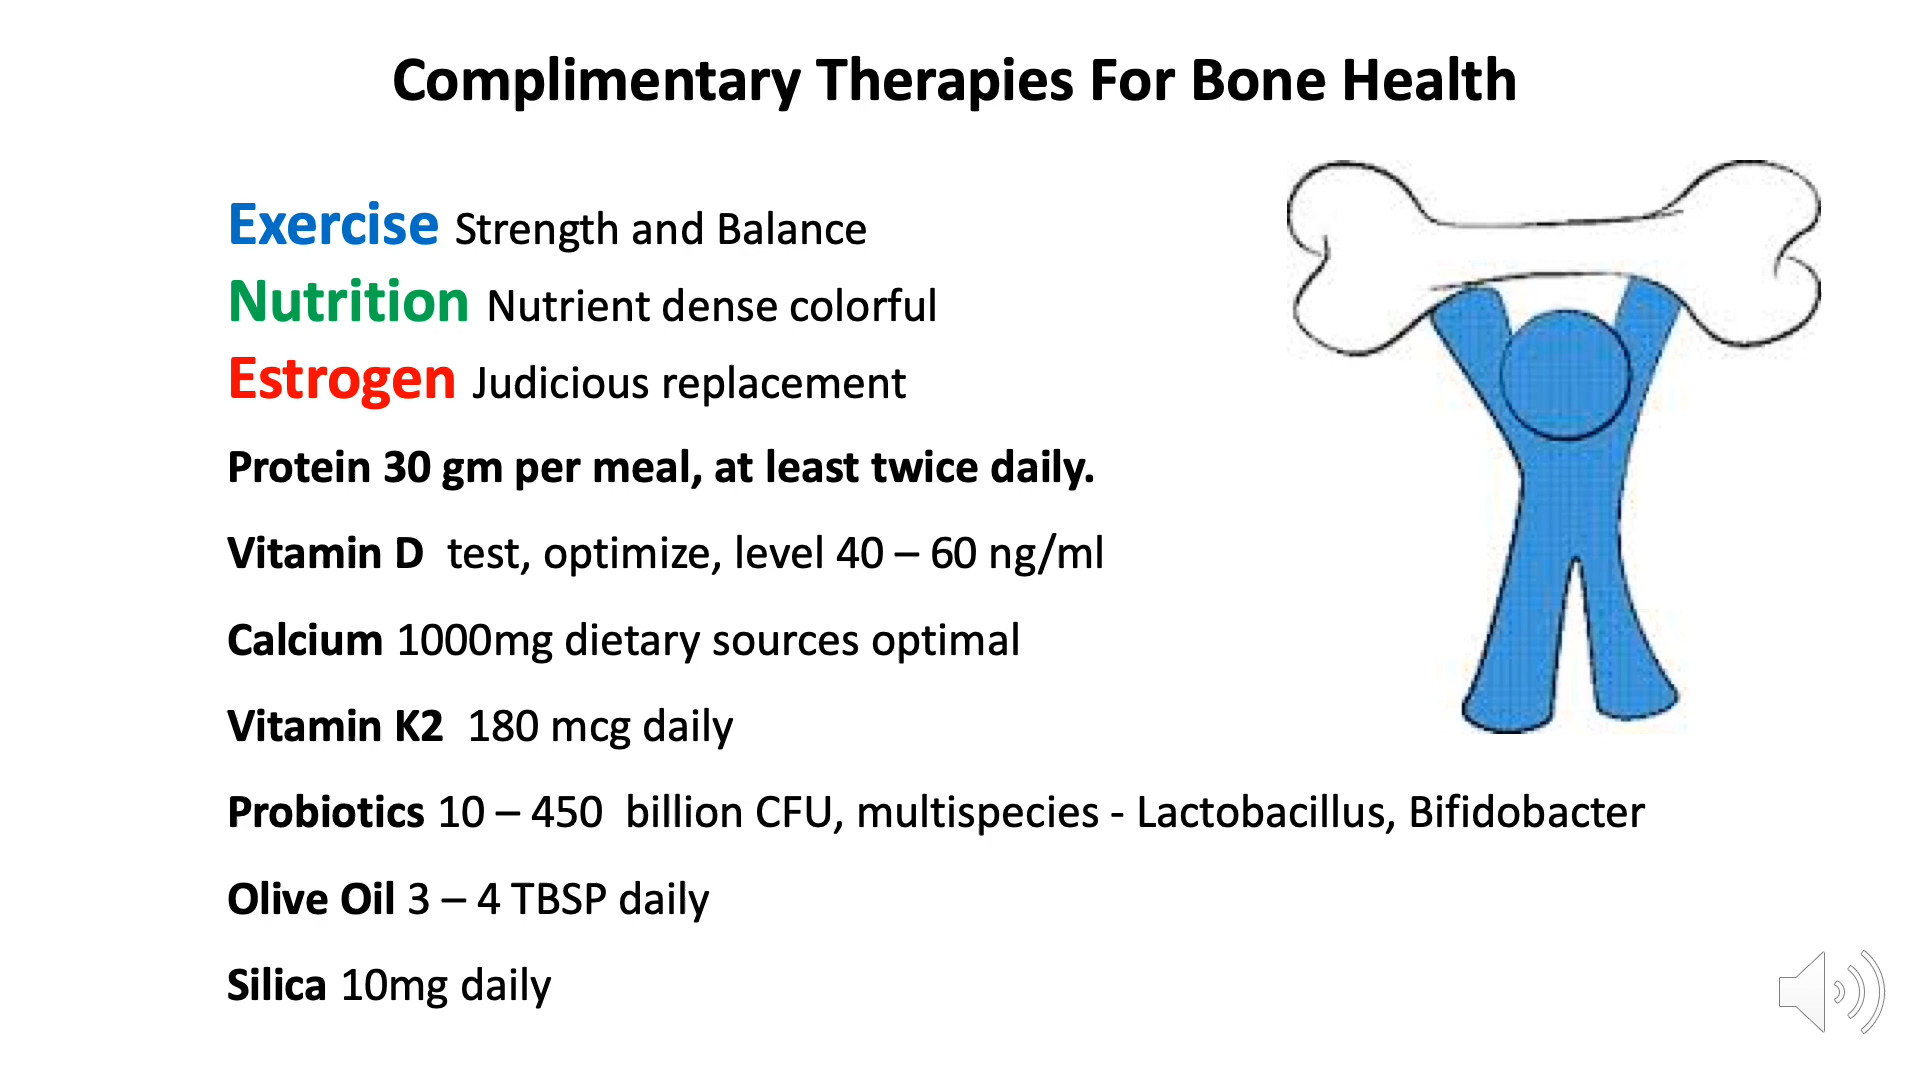 Complimentary Therapies For Bone Health
Exercise Strength and Balance
Nutrition Nutrient dense colorful
Estrogen Judicious replacement
Protein 30 gm per meal, at least twice daily.
Vitamin D  test, optimize, level 40 – 60 ng/ml
Calcium 1000mg dietary sources optimal
Vitamin K2  180 mcg daily
Probiotics 10 – 450  billion CFU, multispecies - Lactobacillus, Bifidobacter
Olive Oil 3 – 4 TBSP daily
Silica 10mg daily